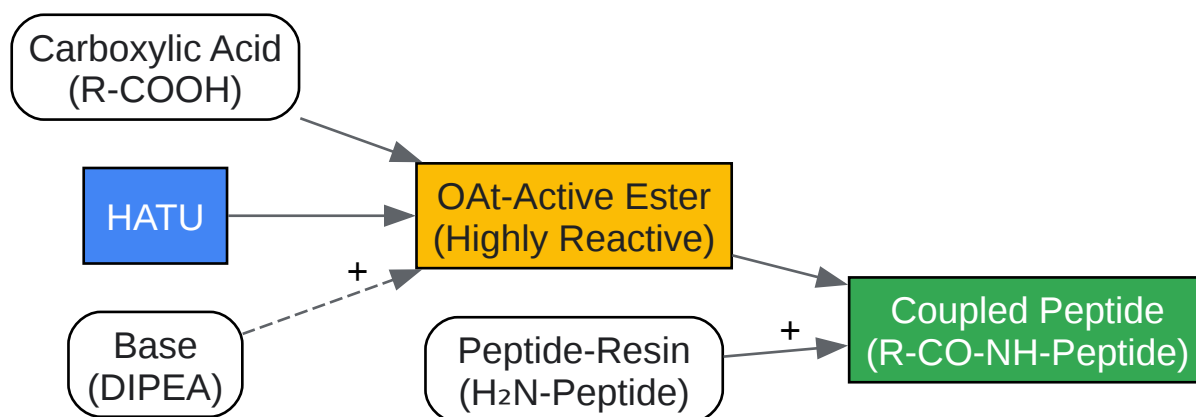 Carboxylic Acid
(R-COOH)
HATU
OAt-Active Ester
(Highly Reactive)
+
Base
(DIPEA)
Peptide-Resin
(H₂N-Peptide)
+
Coupled Peptide
(R-CO-NH-Peptide)